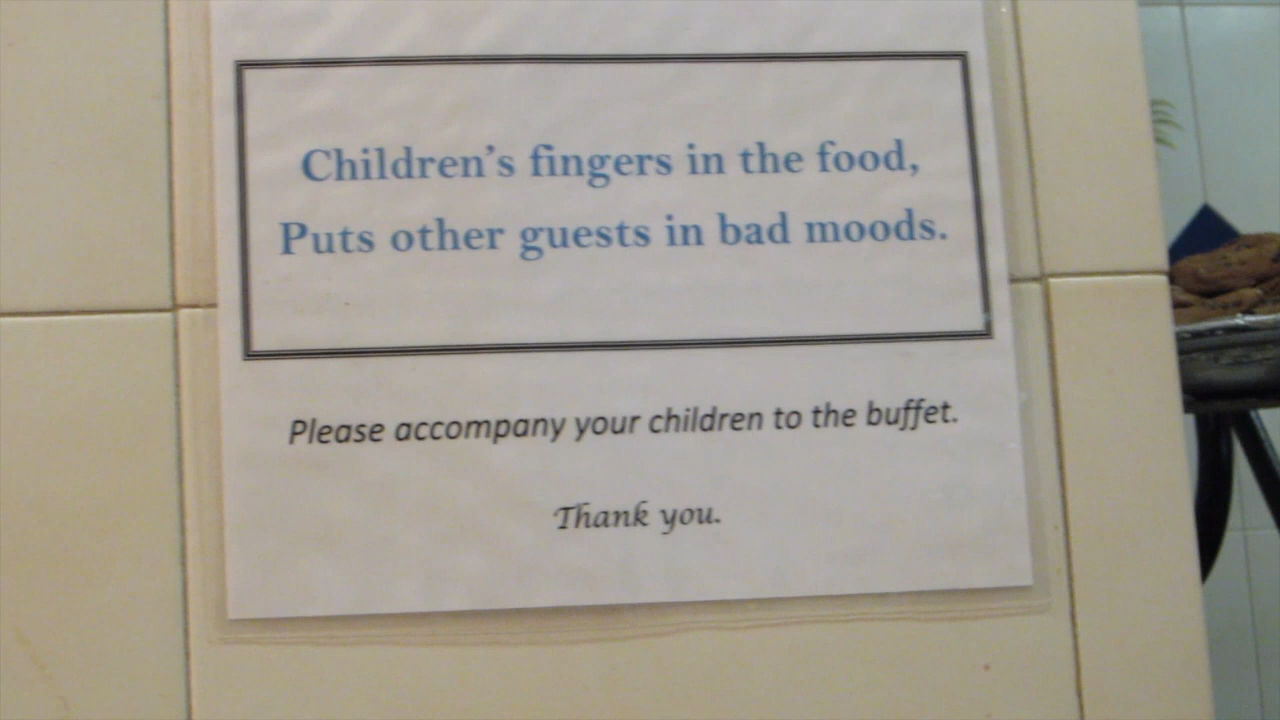 Children’s fingers in the food,
Puts other guests in bad moods.
Please accompany your children to the buffet.
Thank you.